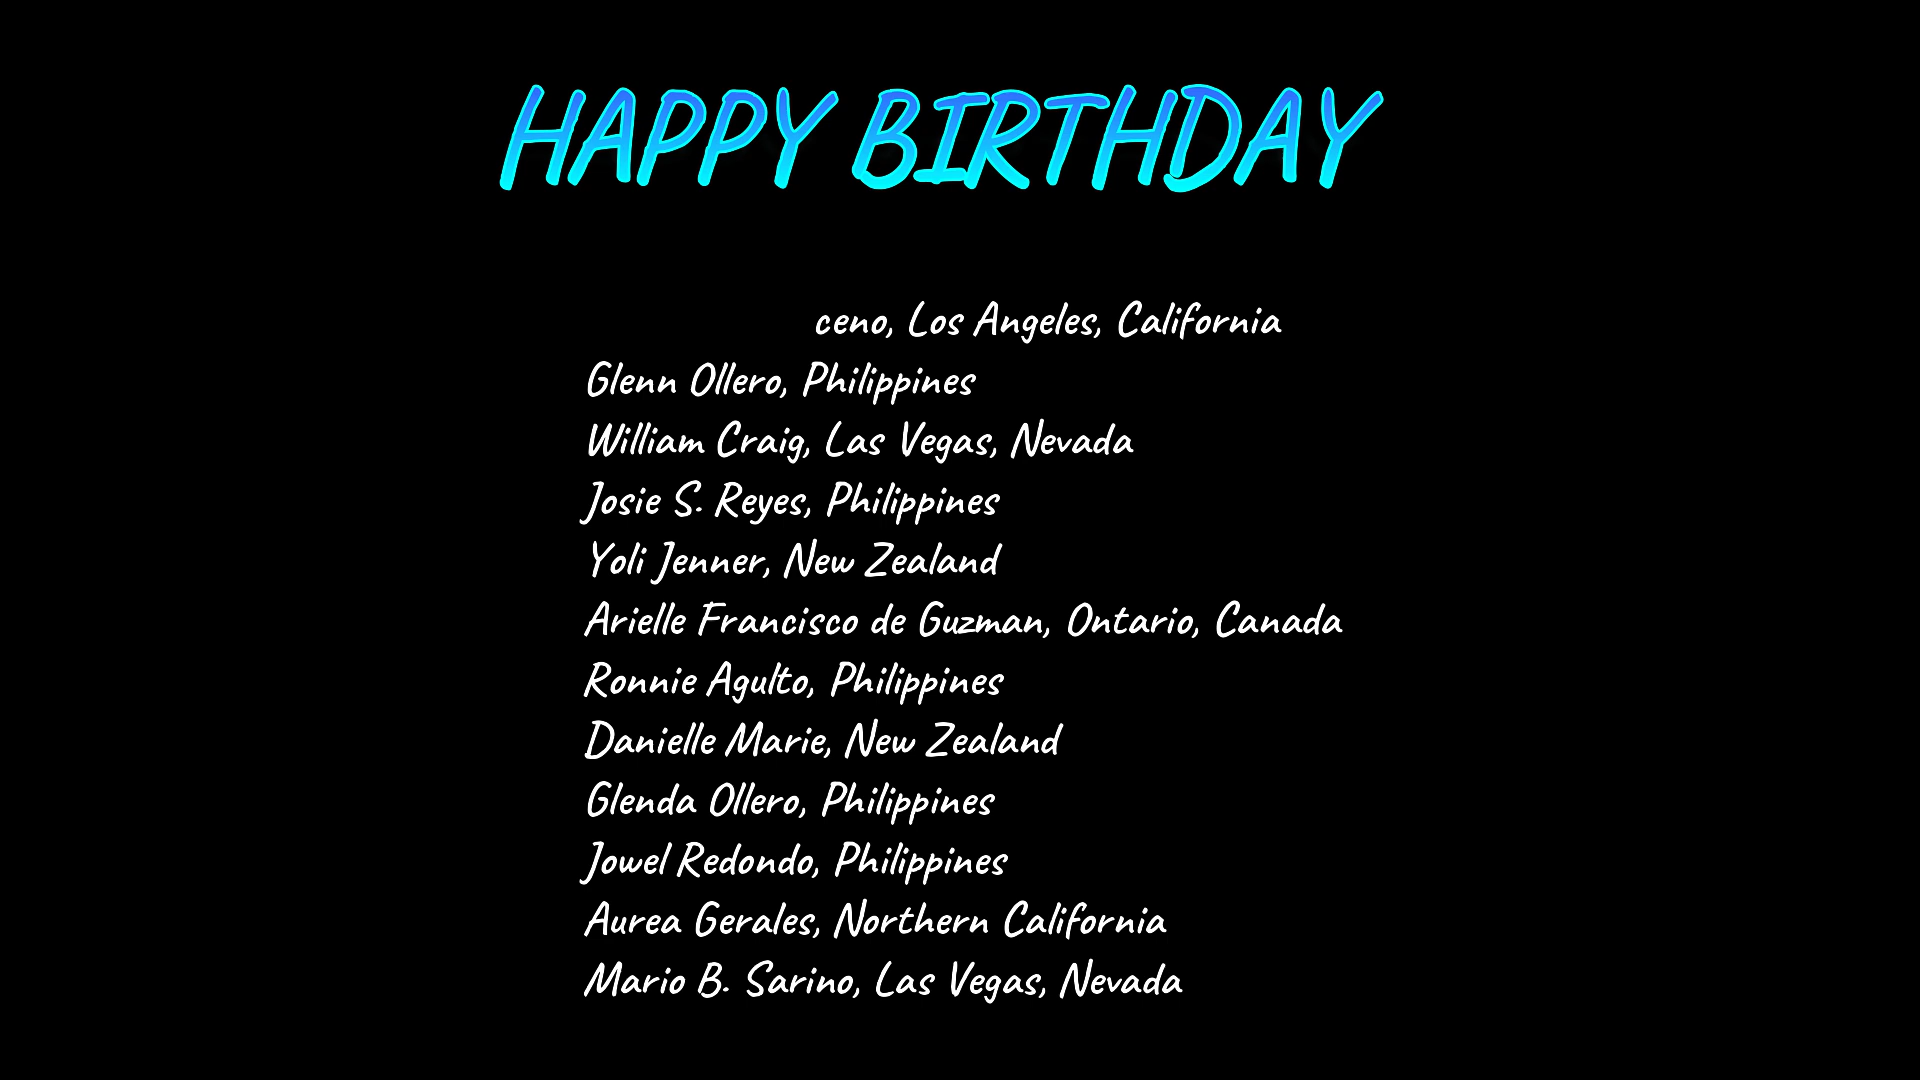 HAPPY BIRTHDAY
ceno, Los Angeles, California
Glenn Ollero, Philippines
William Craig, Las Vegas, Nevada
Josie S. Reyes, Philippines
Yoli Jenner, New Zealand
Arielle Francisco de Guzman, Ontario, Canada
Ronnie Agulto, Philippines
Danielle Marie, New Zealand
Glenda Ollero, Philippines
Jowel Redondo, Philippines
Aurea Gerales, Northern California
Mario B. Sarino, Las Vegas, Nevada